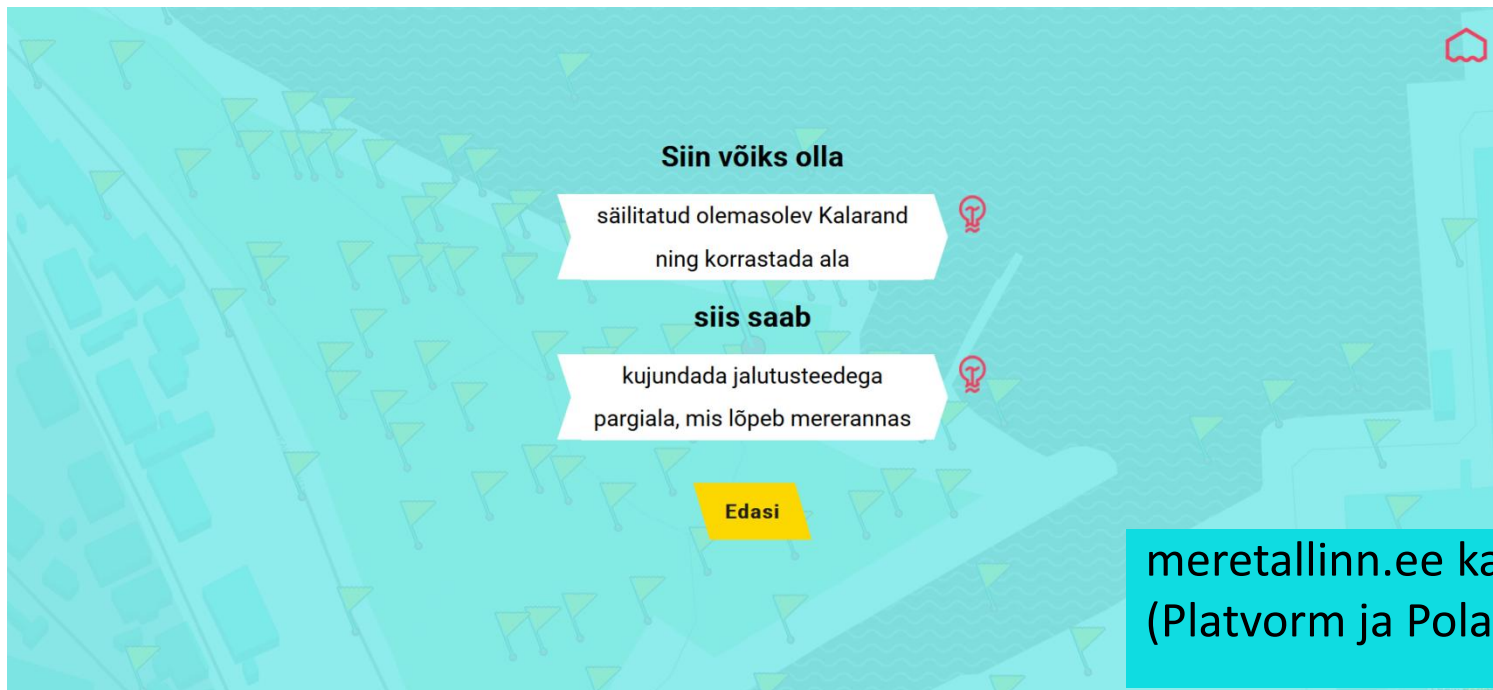 Siin võiks olla
säilitatud olemasolev Kalarand
ning korrastada ala
siis saab
kujundada jalutusteedega
pargiala, mis lõpeb mererannas
Edasi
meretallinn.ee
(Platvorm ja